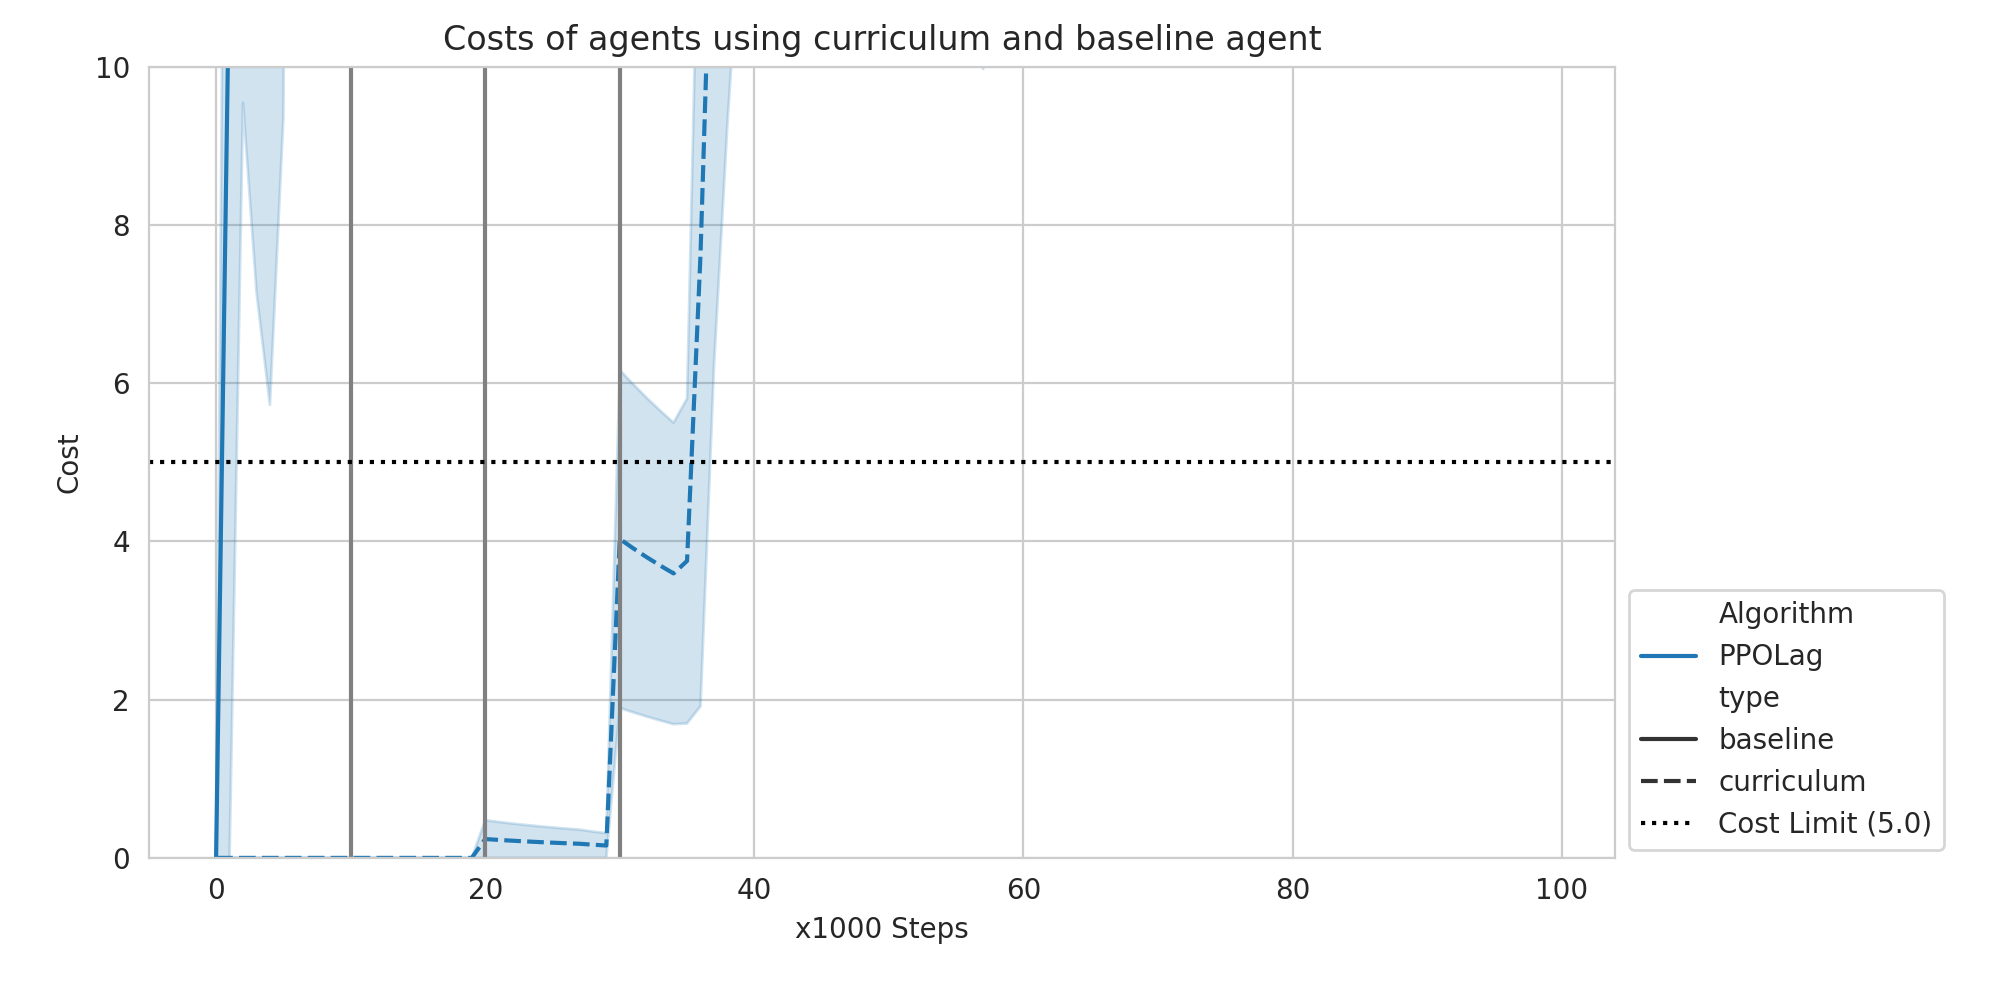 Costs of agents using curriculum and baseline agent
10
8
6
4
2
0
Cost
0
20
40
60
80
100
x1000 Steps
Algorithm
PPOLag
type
baseline
curriculum
Cost Limit (5.0)